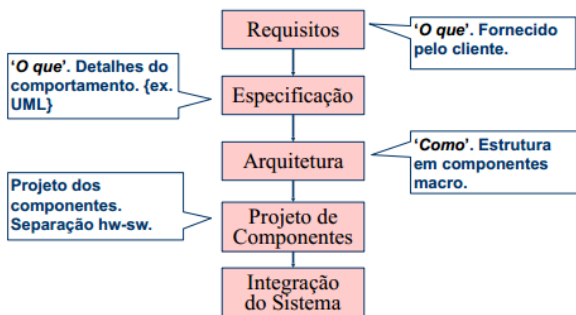 Requisitos
'O que'. Fornecido
pelo cliente.
'O que'. Detalhes do
comportamento. {ex.
UML}
Especificação
Arquitetura
'Como'. Estrutura
em componentes
macro.
Projeto dos
componentes.
Separação hw-sw.
Projeto de
Componentes
Integração
do Sistema